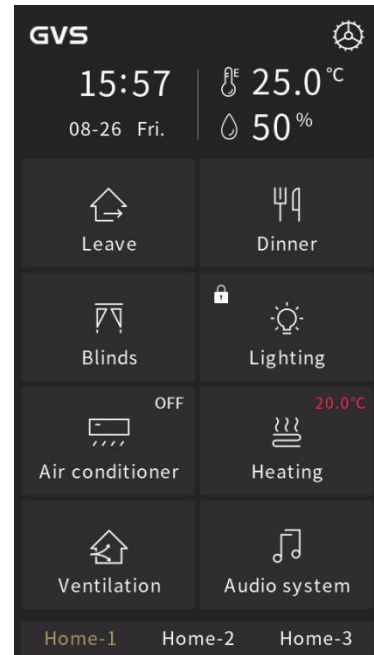 GVS
15:57
08-26 Fri.
25.0 °C
50 %
Leave
Dinner
Blinds
Lighting
OFF
Air conditioner
20.0°C
Heating
Ventilation
Audio system
Home-1 Home-2 Home-3